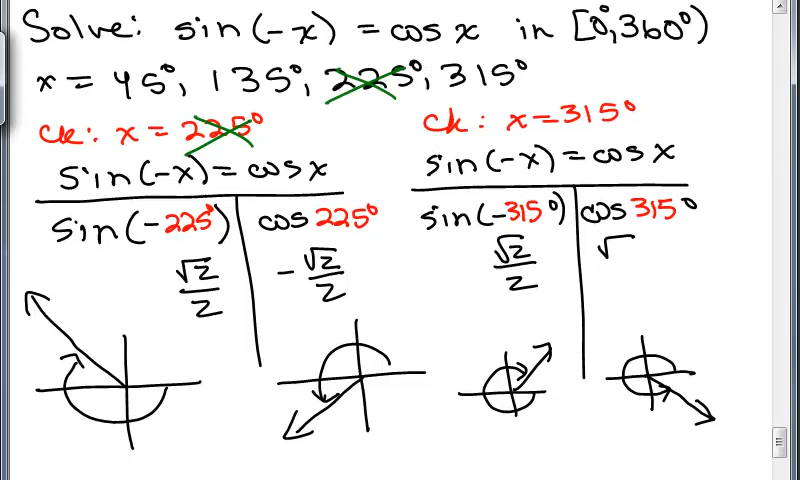 Solve: sin(-x) = cos x in [0°, 360°)
x = 45°, 135°, 225°, 315°
ck: x = 225°
sin(-x) = cos x
sin(-225°) cos 225°
√2/2 -√2/2
ck: x = 315°
sin(-x) = cos x
sin(-315°) cos 315°
√2/2 √